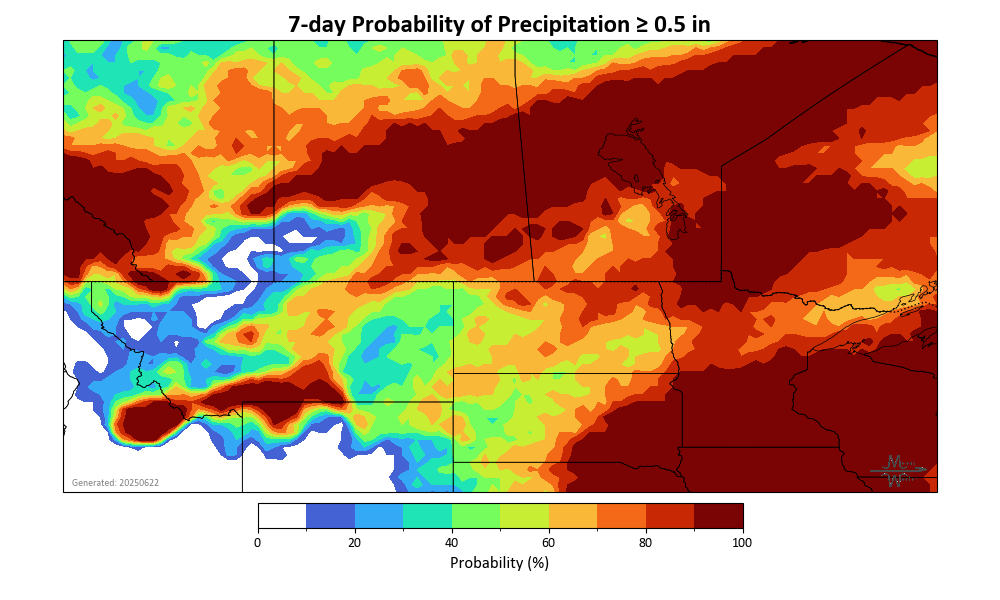 7-day Probability of Precipitation ≥ 0.5 in
Generated: 20250622
0 20 40 60 80 100
Probability (%)